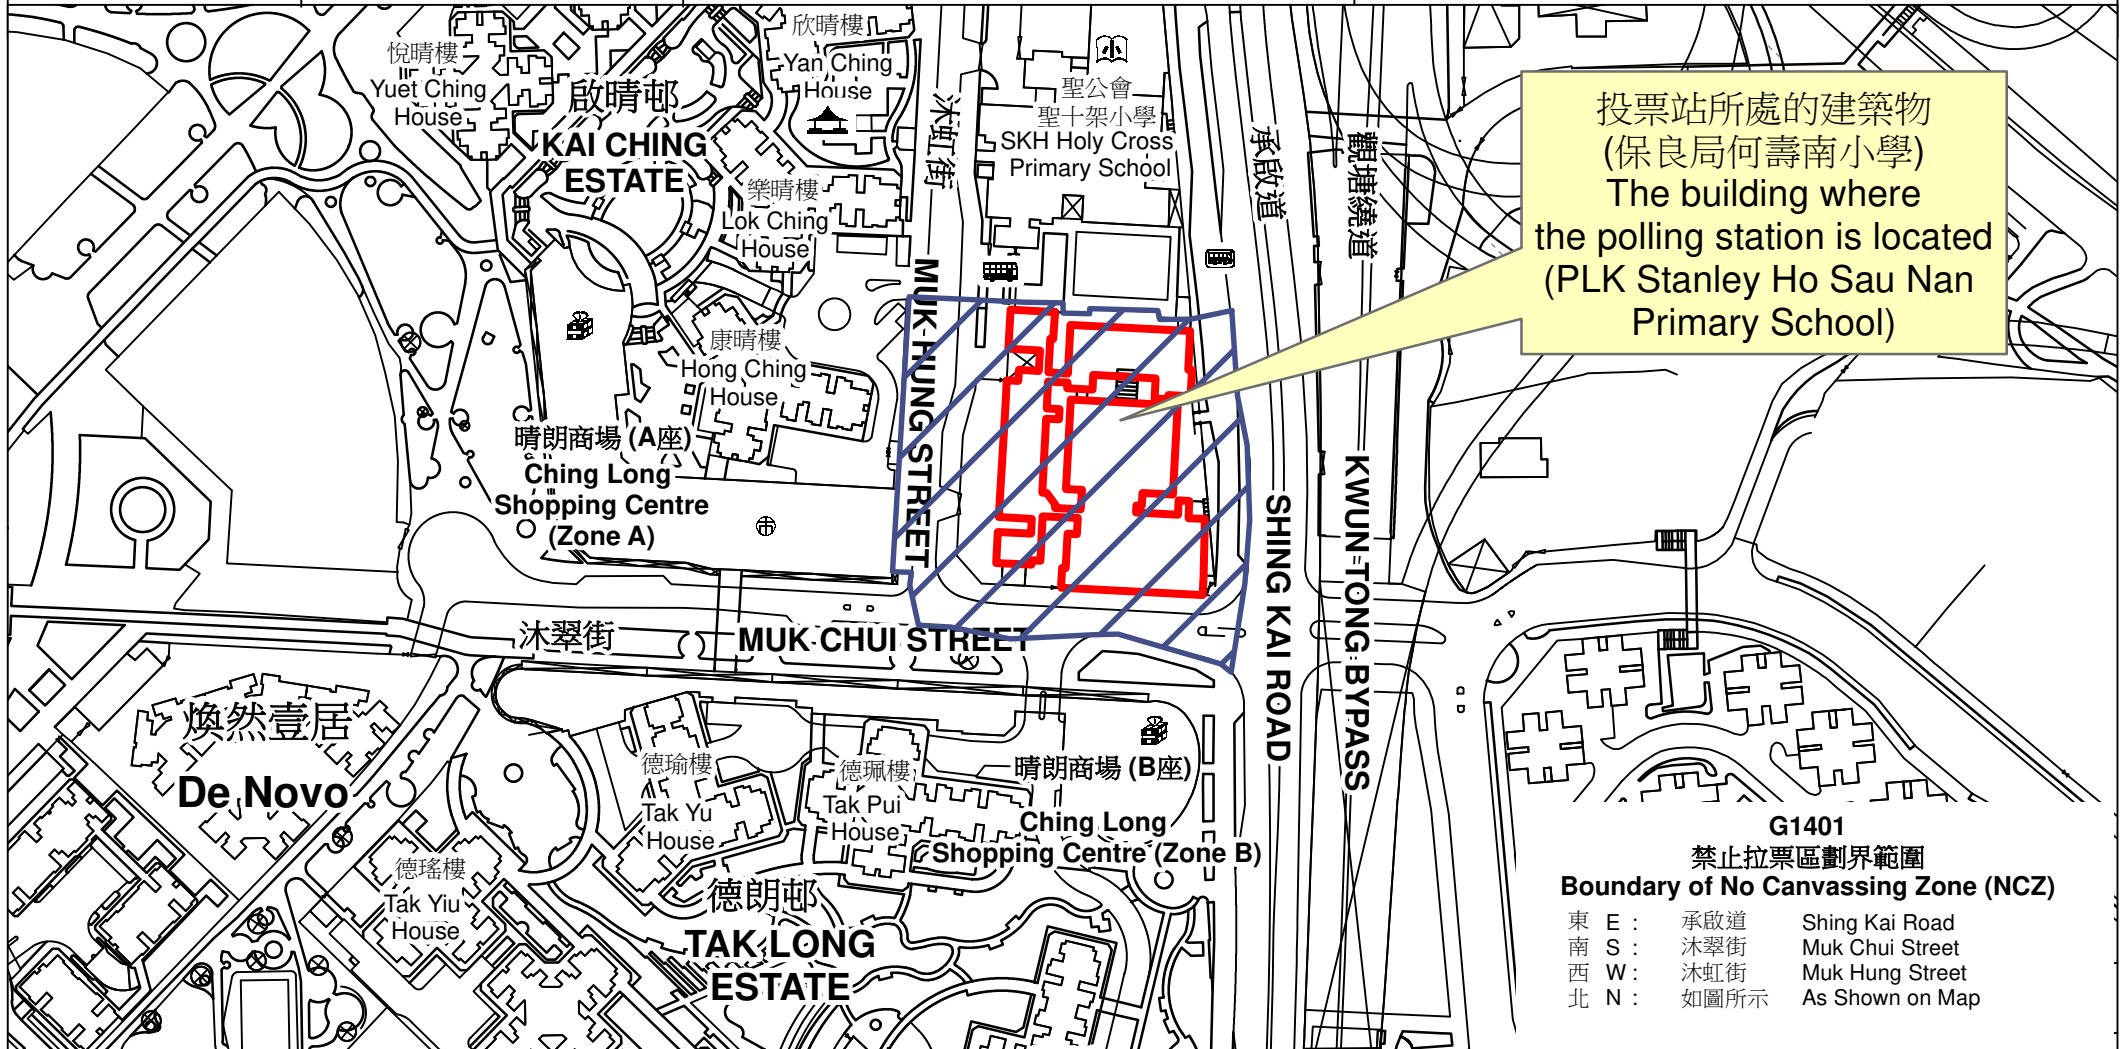 悅晴樓
Yuet Ching
House
啟晴邨
KAI CHING
ESTATE
欣晴樓
Yan Ching
House
樂晴樓
Lok Ching
House
康晴樓
Hong Ching
House
晴朗商場 (A座)
Ching Long
Shopping Centre
(Zone A)
沐虹街
MUK HUNG STREET
聖公會
聖十架小學
SKH Holy Cross
Primary School
承啟道
SHING KAI ROAD
觀塘繞道
KWUN TONG BYPASS
投票站所處的建築物
(保良局何壽南小學)
The building where
the polling station is located
(PLK Stanley Ho Sau Nan
Primary School)
沐翠街
MUK CHUI STREET
煥然壹居
De Novo
德瑤樓
Tak Yiu
House
德瑜樓
Tak Yu
House
德珮樓
Tak Pui
House
晴朗商場 (B座)
Ching Long
Shopping Centre (Zone B)
德朗邨
TAK LONG
ESTATE
G1401
禁止拉票區劃界範圍
Boundary of No Canvassing Zone (NCZ)
東 E : 承啟道 Shing Kai Road
南 S : 沐翠街 Muk Chui Street
西 W : 沐虹街 Muk Hung Street
北 N : 如圖所示 As Shown on Map